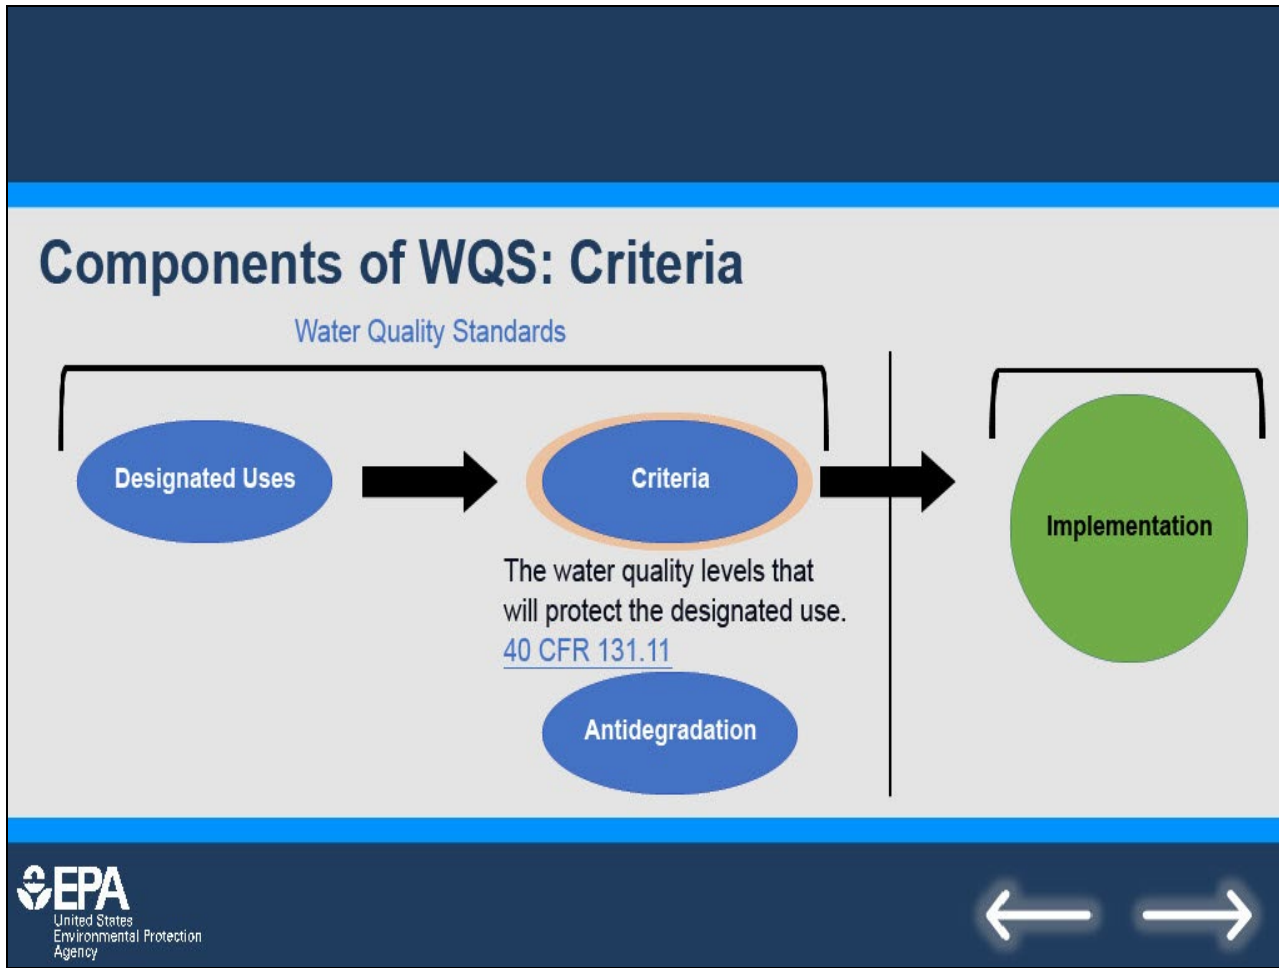 Components of WQS: Criteria
Water Quality Standards
Designated Uses
Criteria
Implementation
The water quality levels that
will protect the designated use.
40 CFR 131.11
Antidegradation
EPA
United States
Environmental Protection
Agency